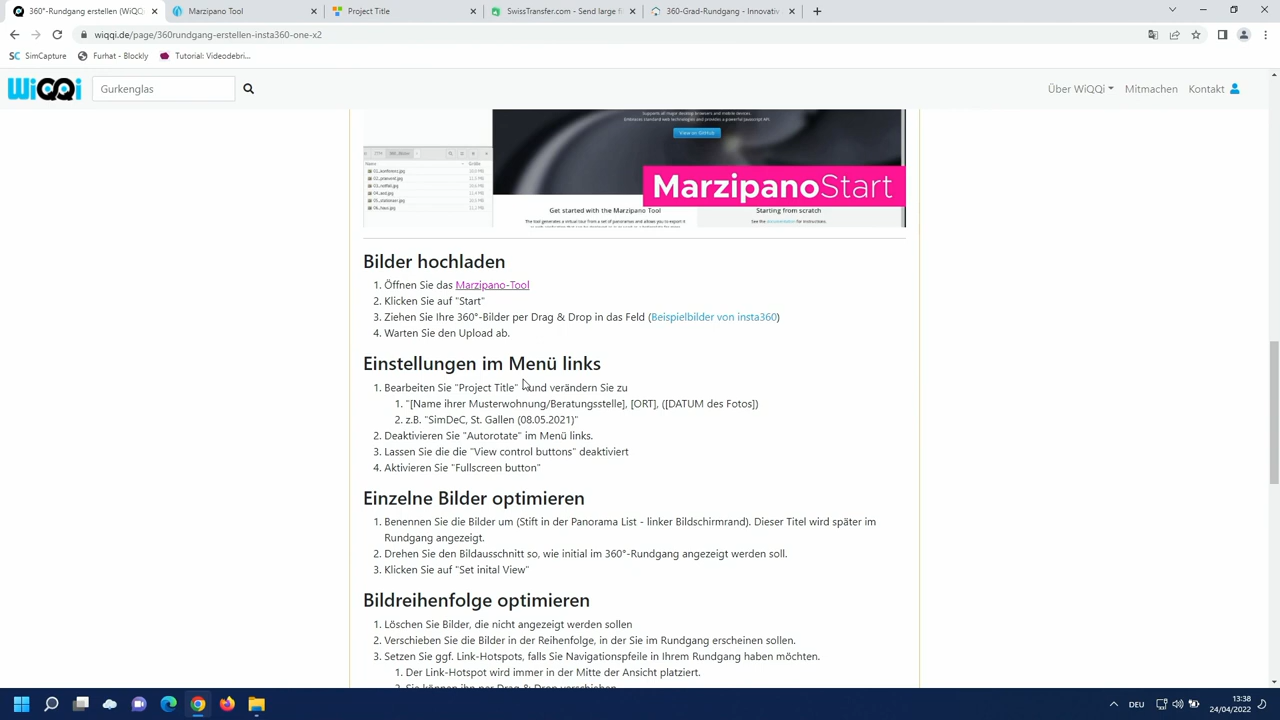 360°-Rundgang erstellen (WiQQi
Marzipano Tool
Project Title
SwissTransfer.com - Send large f
360-Grad-Rundgang - Innovativ
wiqqi.de/page/360rundgang-erstellen-insta360-one-x2
SimCapture
Furhat - Blockly
Tutorial: Videodebri...
WiQQi
Gurkenglas
Über WiQQi
Mitmachen
Kontakt
View on GitHub
MarzipanoStart
Get started with the Marzipano Tool
Starting from scratch
Bilder hochladen
1. Öffnen Sie das Marzipano-Tool
2. Klicken Sie auf "Start"
3. Ziehen Sie Ihre 360°-Bilder per Drag & Drop in das Feld (Beispielbilder von insta360)
4. Warten Sie den Upload ab.
Einstellungen im Menü links
1. Bearbeiten Sie "Project Title" und verändern Sie zu
1. "[Name ihrer Musterwohnung/Beratungsstelle], [ORT], ([DATUM des Fotos])
2. z.B. "SimDeC, St. Gallen (08.05.2021)"
2. Deaktivieren Sie "Autorotate" im Menü links.
3. Lassen Sie die die "View control buttons" deaktiviert
4. Aktivieren Sie "Fullscreen button"
Einzelne Bilder optimieren
1. Benennen Sie die Bilder um (Stift in der Panorama List - linker Bildschirmrand). Dieser Titel wird später im
Rundgang angezeigt.
2. Drehen Sie den Bildausschnitt so, wie initial im 360°-Rundgang angezeigt werden soll.
3. Klicken Sie auf "Set inital View"
Bildreihenfolge optimieren
1. Löschen Sie Bilder, die nicht angezeigt werden sollen
2. Verschieben Sie die Bilder in der Reihenfolge, in der Sie im Rundgang erscheinen sollen.
3. Setzen Sie ggf. Link-Hotspots, falls Sie Navigationspfeile in Ihrem Rundgang haben möchten.
1. Der Link-Hotspot wird immer in der Mitte der Ansicht platziert.
2. Sie können ihn per Drag & Drop verschieben
DEU
13:38
24/04/2022